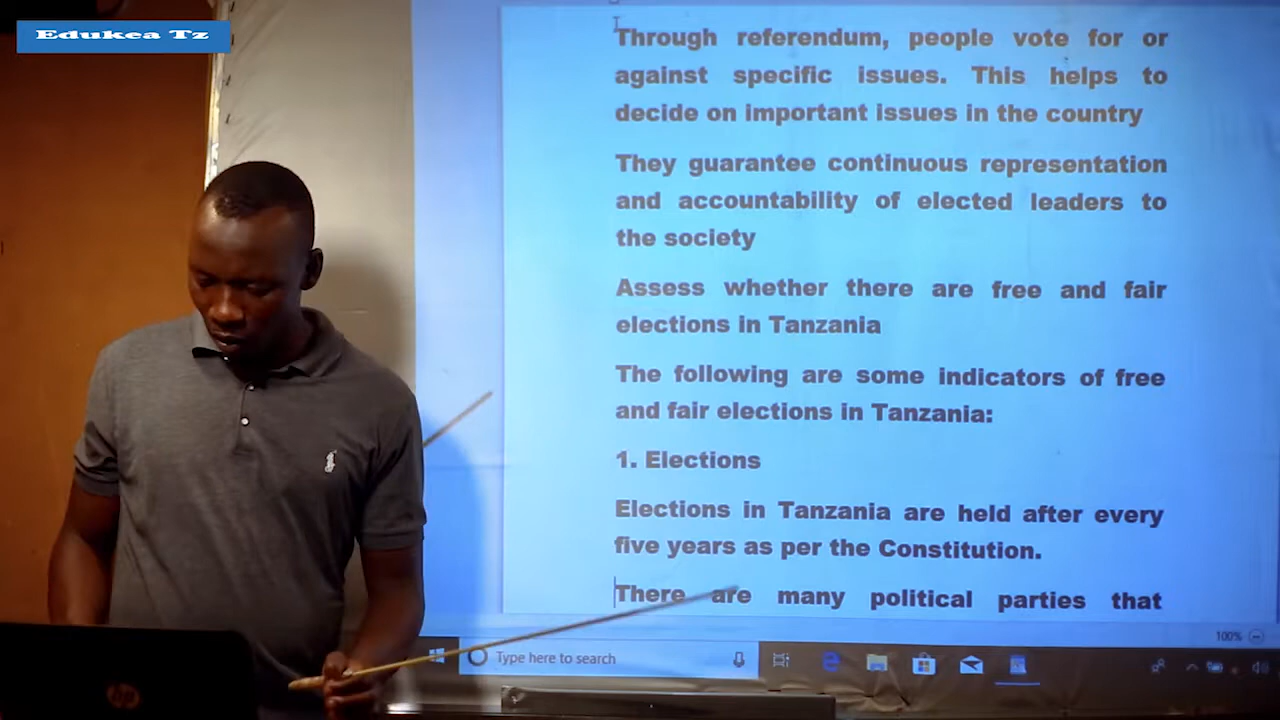 Edukea Tz
Through referendum, people vote for or
against specific issues. This helps to
decide on important issues in the country
They guarantee continuous representation
and accountability of elected leaders to
the society
Assess whether there are free and fair
elections in Tanzania
The following are some indicators of free
and fair elections in Tanzania:
1. Elections
Elections in Tanzania are held after every
five years as per the Constitution.
There are many political parties that
100%
Type here to search
hp